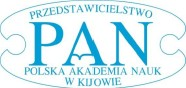 PRZEDSTAWICIELSTWO
PAN
POLSKA AKADEMIA NAUK
W KIJOWIE